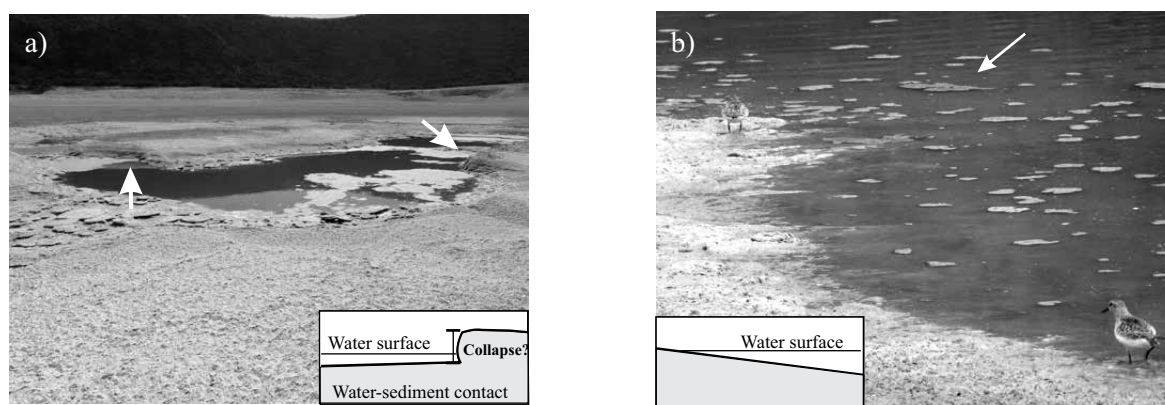 a)
Water surface
Collapse?
Water-sediment contact
b)
Water surface